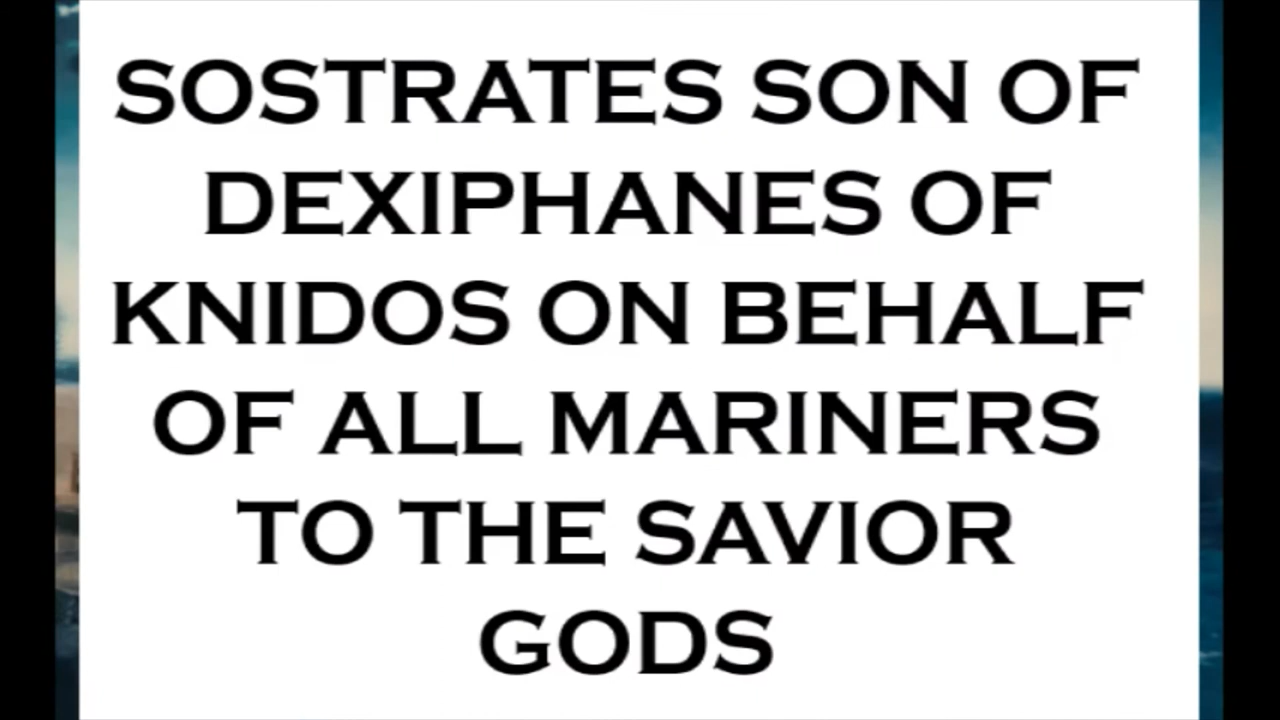 SOSTRATES SON OF
DEXIPHANES OF
KNIDOS ON BEHALF
OF ALL MARINERS
TO THE SAVIOR
GODS